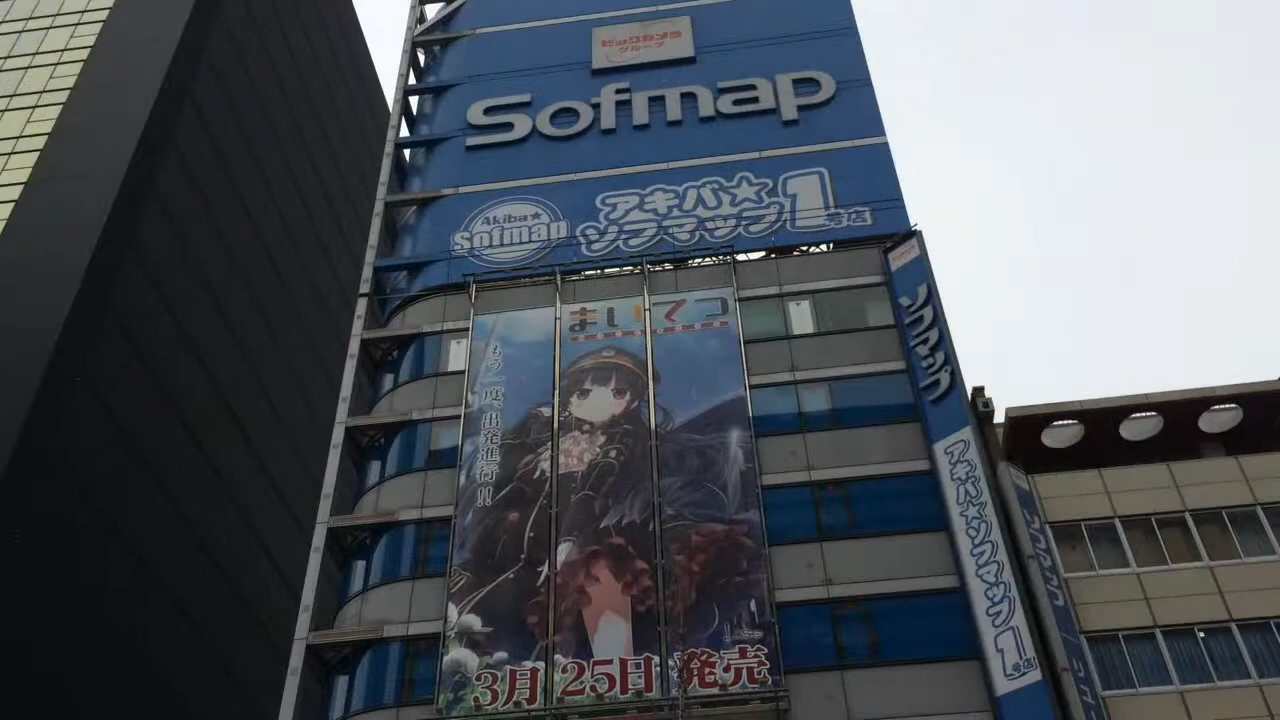 ビックカメラ
グループ
Sofmap
Akiba★
Sofmap
アキバ★
ソフマップ1号店
まいてつ
もう一度、出発進行!!
3月25日発売
ソフマップ
アキバ★ソフマップ1号店